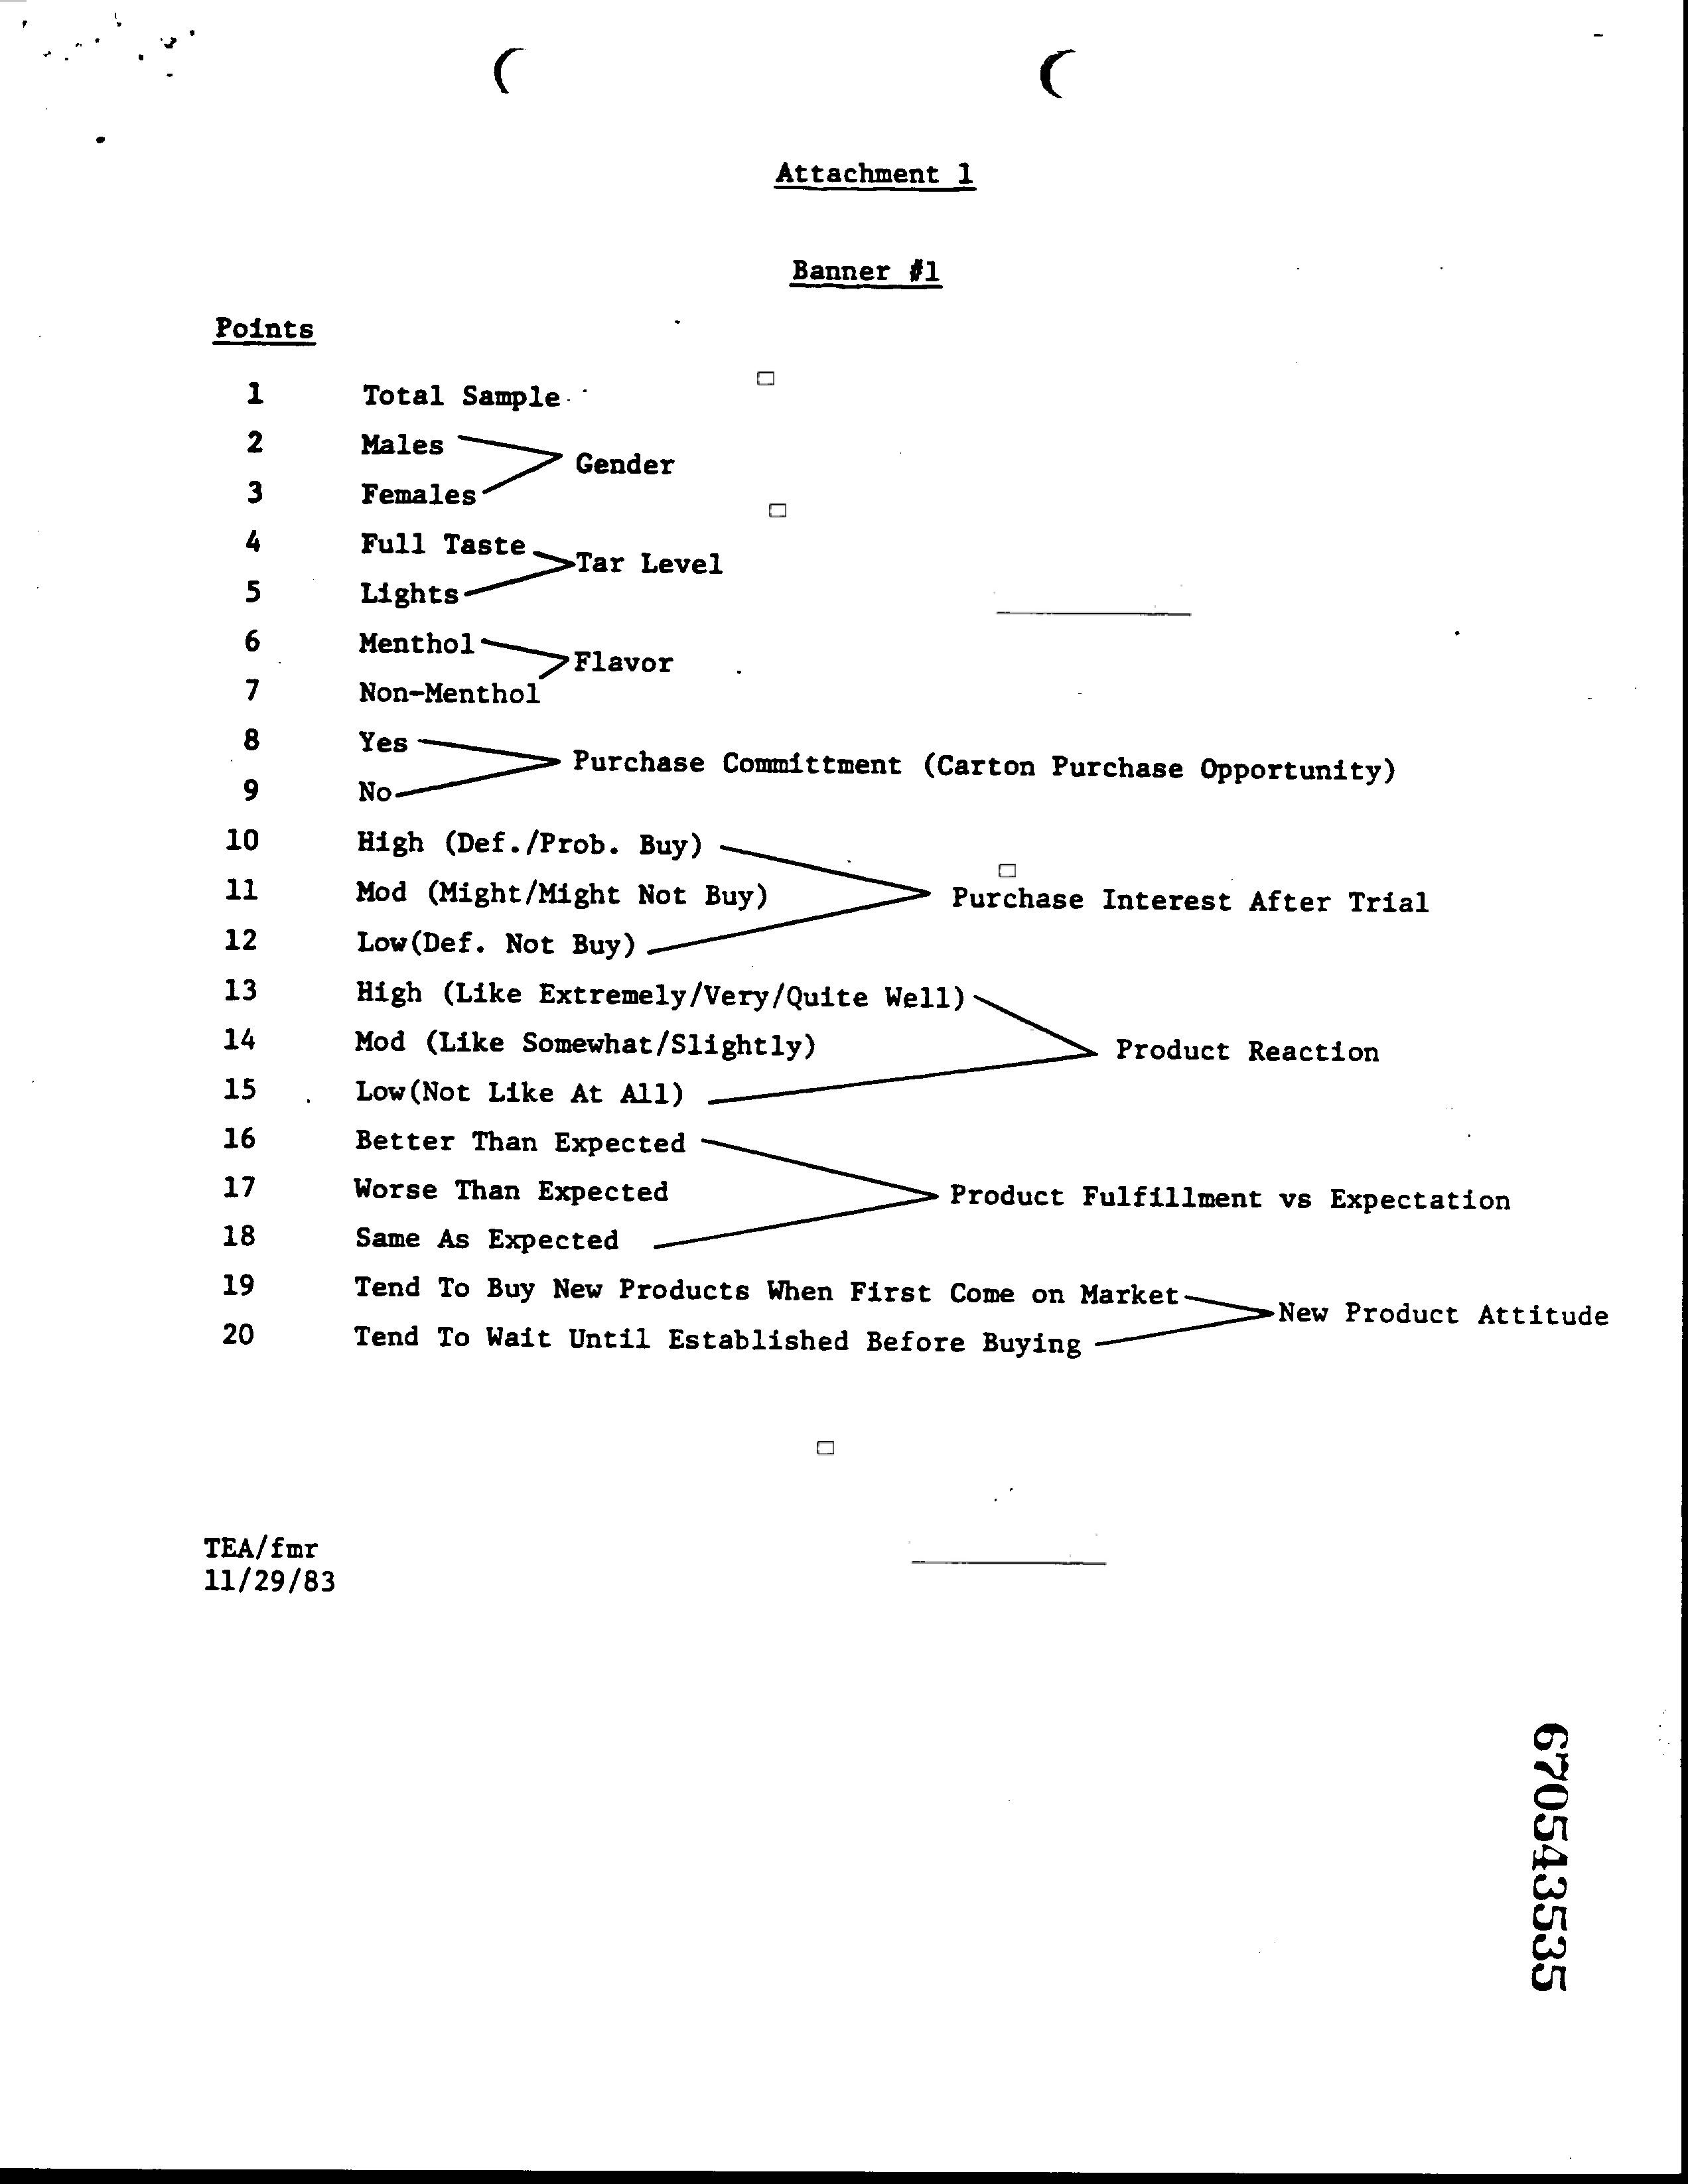 Attachment 1
Banner #1
Points
1 Total Sample
2 Males
Gender
3 Females
4 Full Taste
Tar Level
5 Lights
6 Menthol
Flavor
7 Non-Menthol
8 Yes
Purchase Committment (Carton Purchase Opportunity)
9 No
10 High (Def./Prob. Buy)
11 Mod (Might/Might Not Buy) Purchase Interest After Trial
12 Low(Def. Not Buy)
13 High (Like Extremely/Very/Quite Well)
14 Mod (Like Somewhat/Slightly) Product Reaction
15 Low(Not Like At All)
16 Better Than Expected
17 Worse Than Expected Product Fulfillment vs Expectation
18 Same As Expected
19 Tend To Buy New Products When First Come on Market
New Product Attitude
20 Tend To Wait Until Established Before Buying
TEA/fmr
11/29/83
670543535